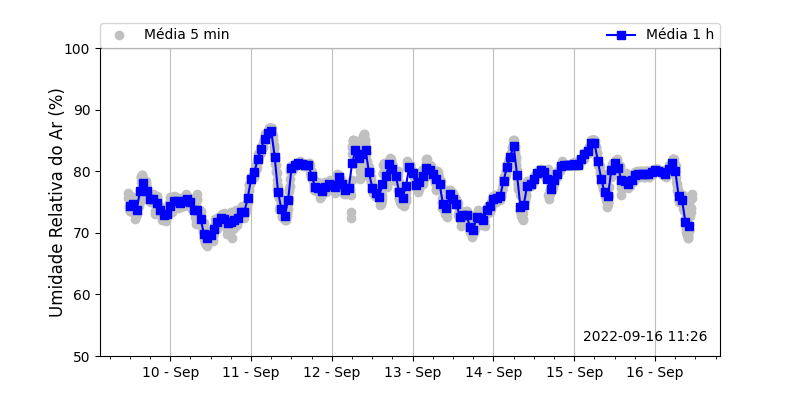 Média 5 min
Média 1 h
100
90
80
70
60
50
Umidade Relativa do Ar (%)
2022-09-16 11:26
10 - Sep
11 - Sep
12 - Sep
13 - Sep
14 - Sep
15 - Sep
16 - Sep